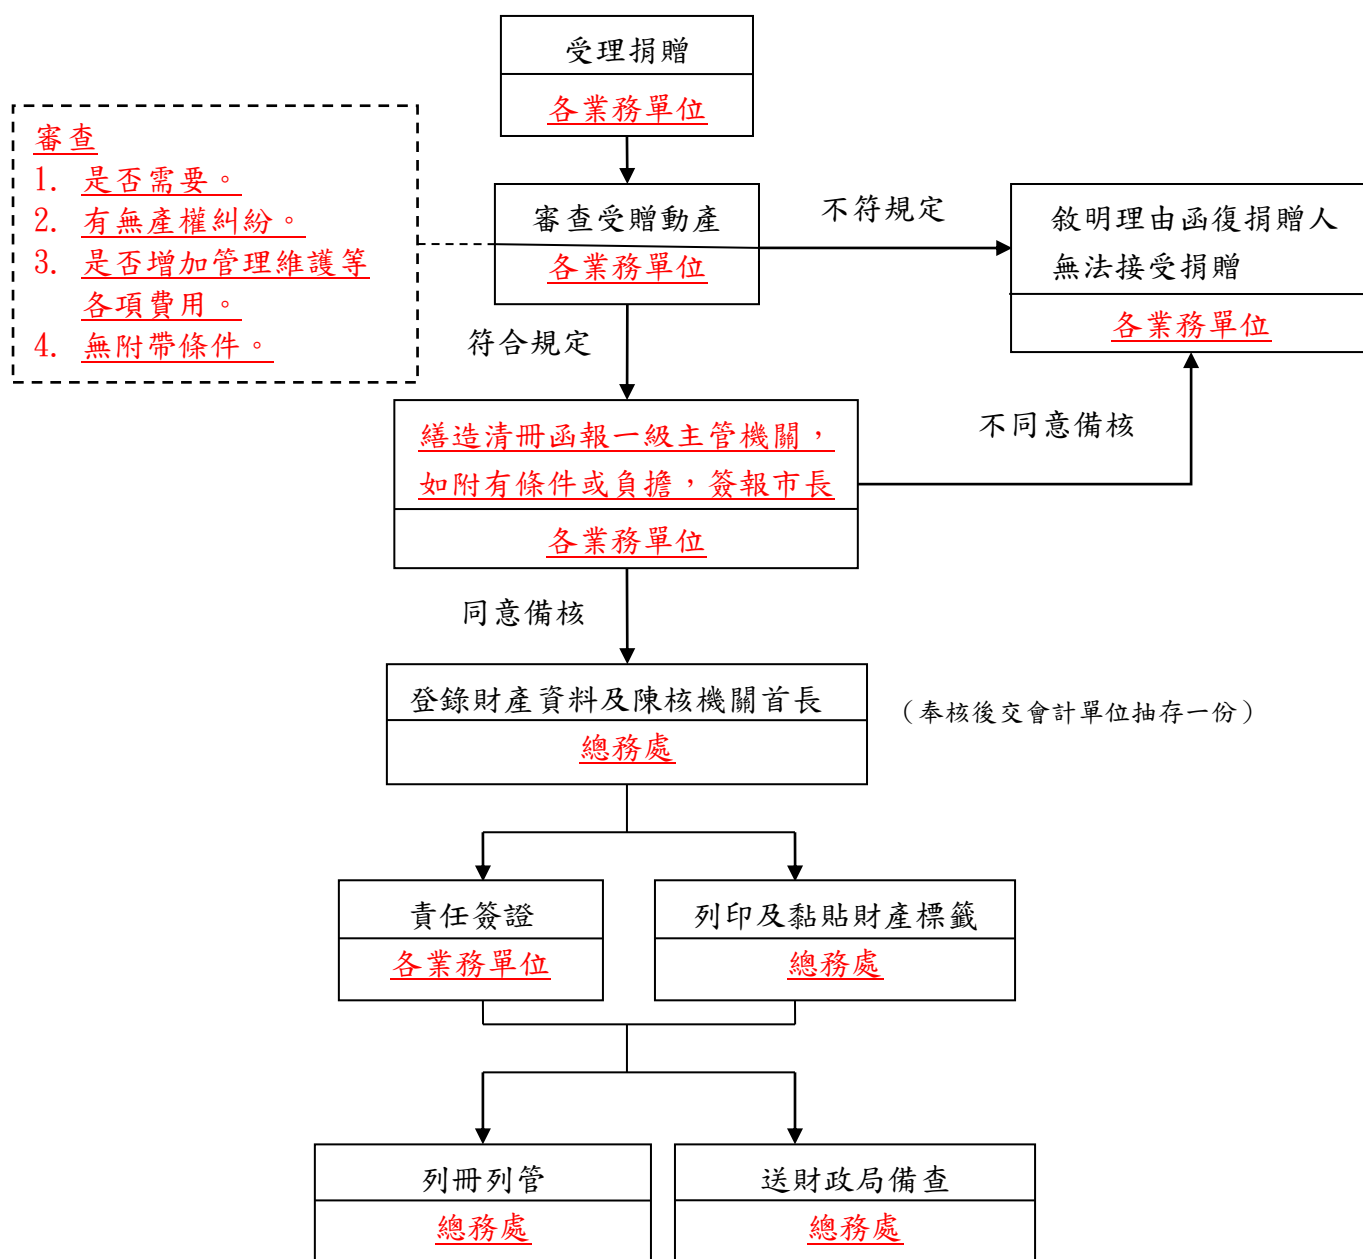 受理捐贈
各業務單位
審查
1. 是否需要。
2. 有無產權糾紛。
3. 是否增加管理維護等
各項費用。
4. 無附帶條件。
審查受贈動產
各業務單位
不符規定
敘明理由函復捐贈人
無法接受捐贈
各業務單位
符合規定
繕造清冊函報一級主管機關，
如附有條件或負擔，簽報市長
各業務單位
不同意備核
同意備核
登錄財產資料及陳核機關首長
總務處
（奉核後交會計單位抽存一份）
責任簽證
各業務單位
列印及黏貼財產標籤
總務處
列冊列管
總務處
送財政局備查
總務處